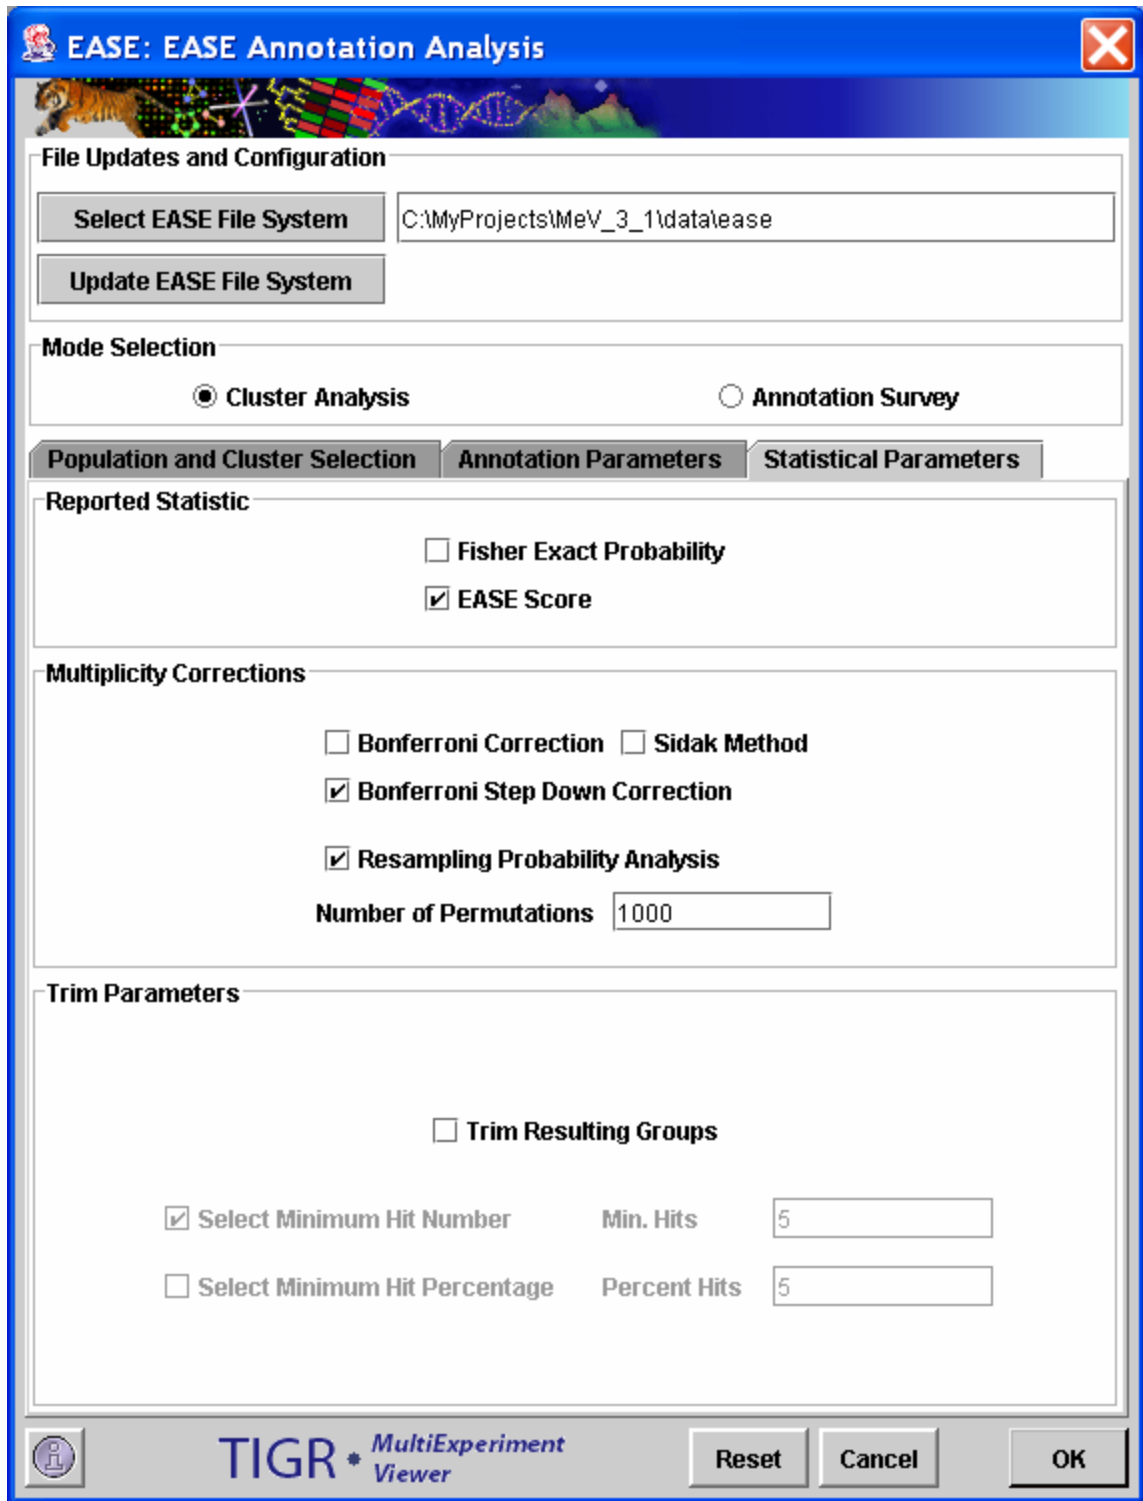 EASE: EASE Annotation Analysis
File Updates and Configuration
Select EASE File System C:\MyProjects\MeV_3_1\data\ease
Update EASE File System
Mode Selection
Cluster Analysis Annotation Survey
Population and Cluster Selection Annotation Parameters Statistical Parameters
Reported Statistic
Fisher Exact Probability
EASE Score
Multiplicity Corrections
Bonferroni Correction Sidak Method
Bonferroni Step Down Correction
Resampling Probability Analysis
Number of Permutations 1000
Trim Parameters
Trim Resulting Groups
Select Minimum Hit Number Min. Hits 5
Select Minimum Hit Percentage Percent Hits 5
TIGR MultiExperiment Viewer Reset Cancel OK